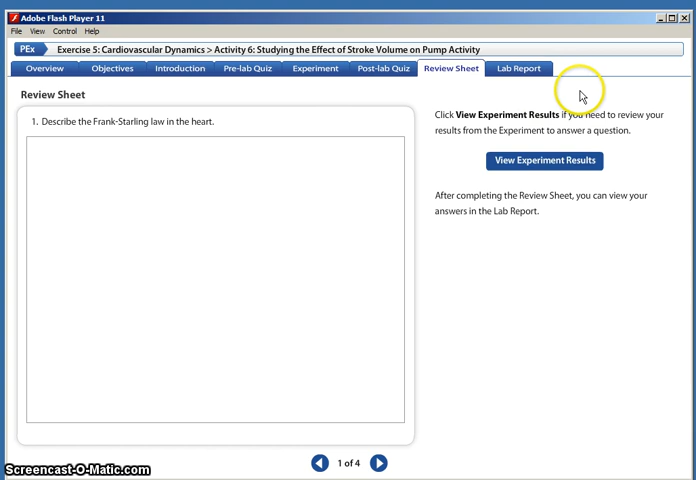 Adobe Flash Player 11
File View Control Help
PEx Exercise 5: Cardiovascular Dynamics > Activity 6: Studying the Effect of Stroke Volume on Pump Activity
Overview Objectives Introduction Pre-lab Quiz Experiment Post-lab Quiz Review Sheet Lab Report
Review Sheet
1. Describe the Frank-Starling law in the heart.
Click View Experiment Results if you need to review your
results from the Experiment to answer a question.
View Experiment Results
After completing the Review Sheet, you can view your
answers in the Lab Report.
1 of 4
Screencast-O-Matic.com